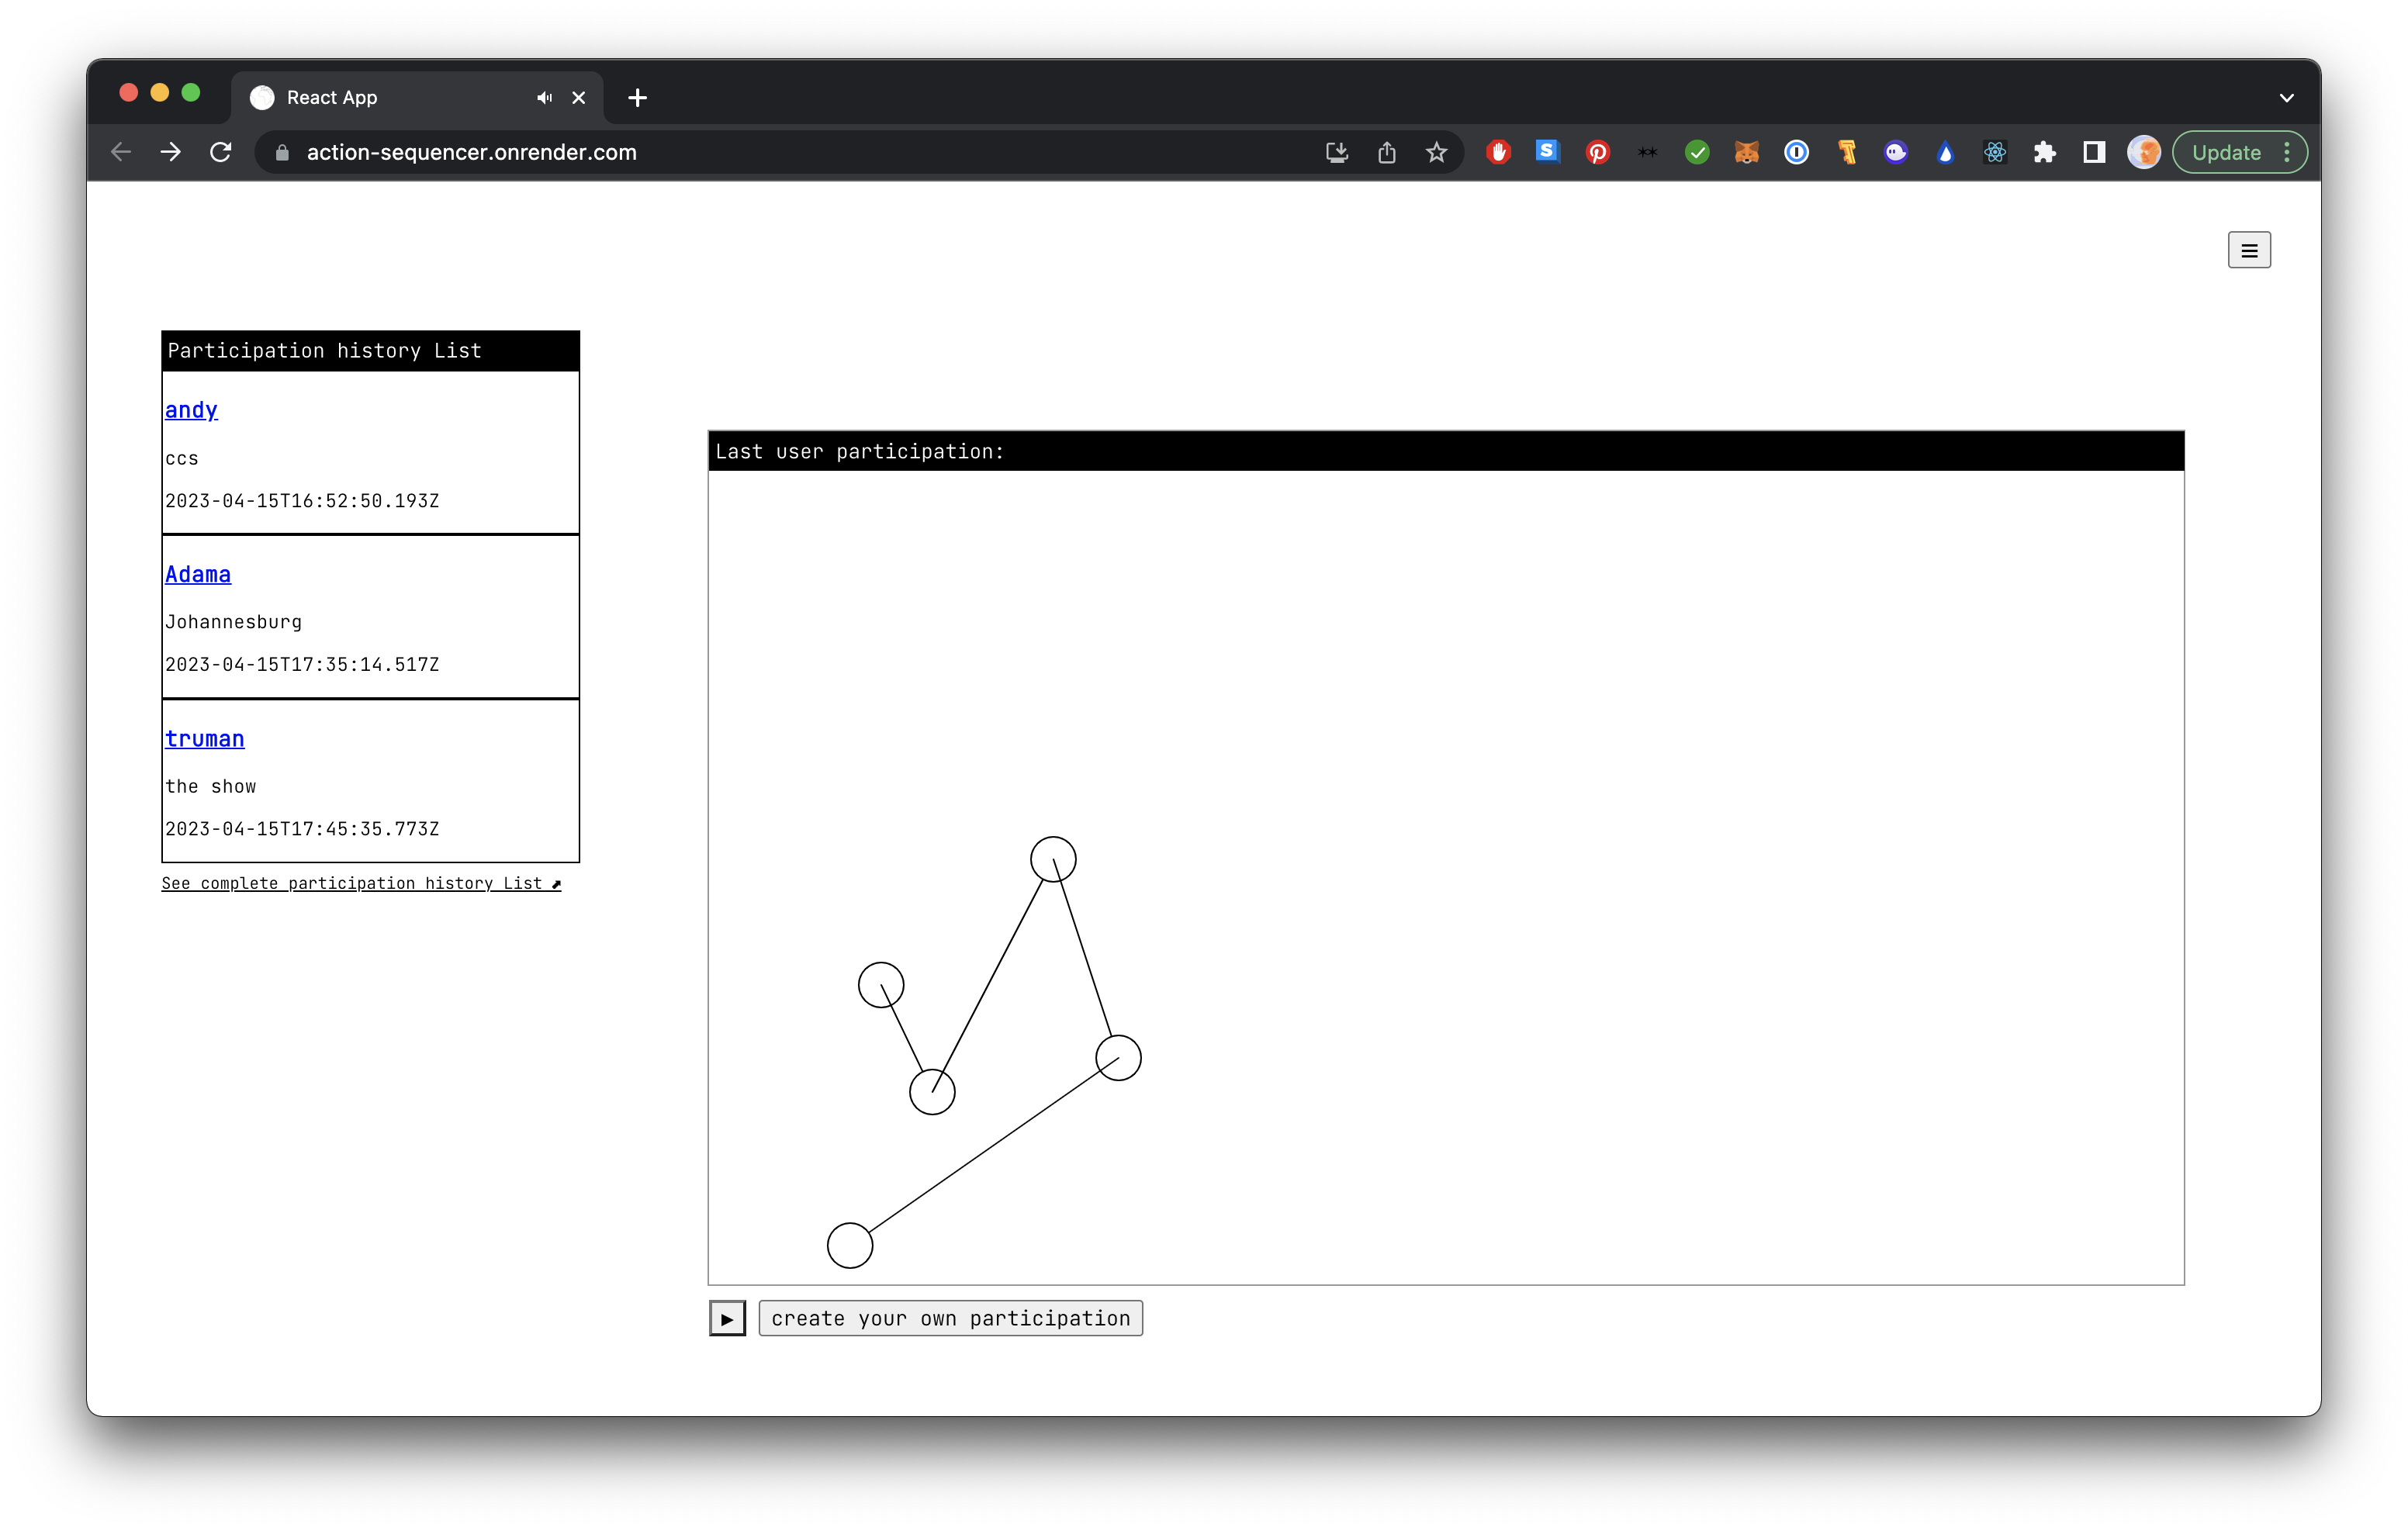 React App
action-sequencer.onrender.com
Update
Participation history List
andy
ccs
2023-04-15T16:52:50.193Z
Adama
Johannesburg
2023-04-15T17:35:14.517Z
truman
the show
2023-04-15T17:45:35.773Z
See complete participation history List ⬈
Last user participation:
create your own participation